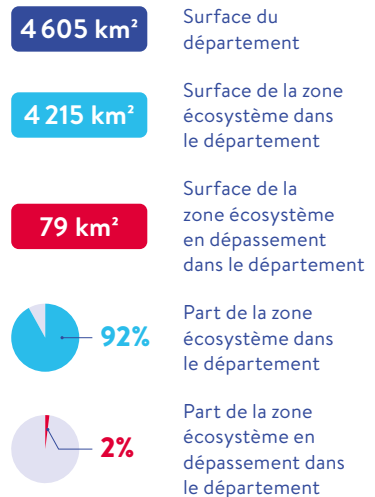 4 605 km²
Surface du
département
4 215 km²
Surface de la zone
écosystème dans
le département
79 km²
Surface de la
zone écosystème
en dépassement
dans le département
92%
Part de la zone
écosystème dans
le département
2%
Part de la zone
écosystème en
dépassement dans
le département